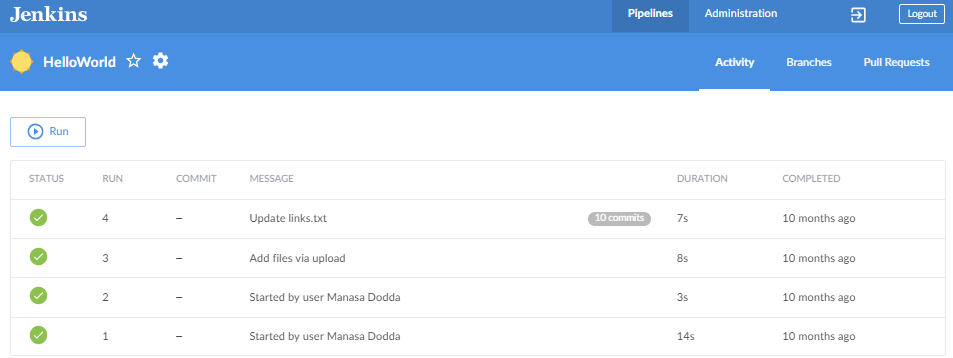 Jenkins Pipelines Administration Logout
HelloWorld Activity Branches Pull Requests
Run
STATUS RUN COMMIT MESSAGE DURATION COMPLETED
4 – Update links.txt 10 commits 7s 10 months ago
3 – Add files via upload 8s 10 months ago
2 – Started by user Manasa Dodda 3s 10 months ago
1 – Started by user Manasa Dodda 14s 10 months ago